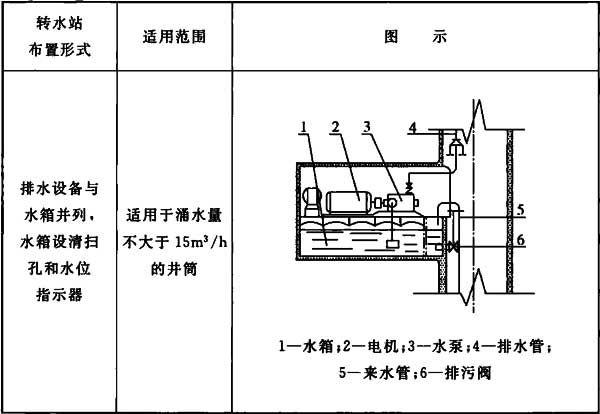 转水站
布置形式
适用范围
图 示
排水设备与
水箱并列，
水箱设清扫
孔和水位
指示器
适用于涌水量
不大于 15m³/h
的井筒
1 2 3 4
5
6
1—水箱；2—电机；3—水泵；4—排水管；
5—来水管；6—排污阀